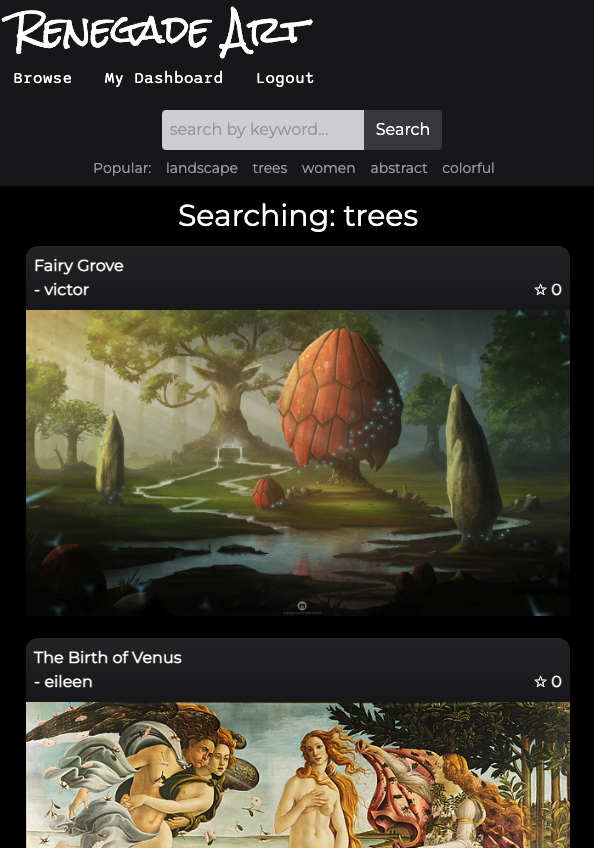 Renegade Art
Browse My Dashboard Logout
search by keyword... Search
Popular: landscape trees women abstract colorful
Searching: trees
Fairy Grove
- victor ☆ 0
The Birth of Venus
- eileen ☆ 0